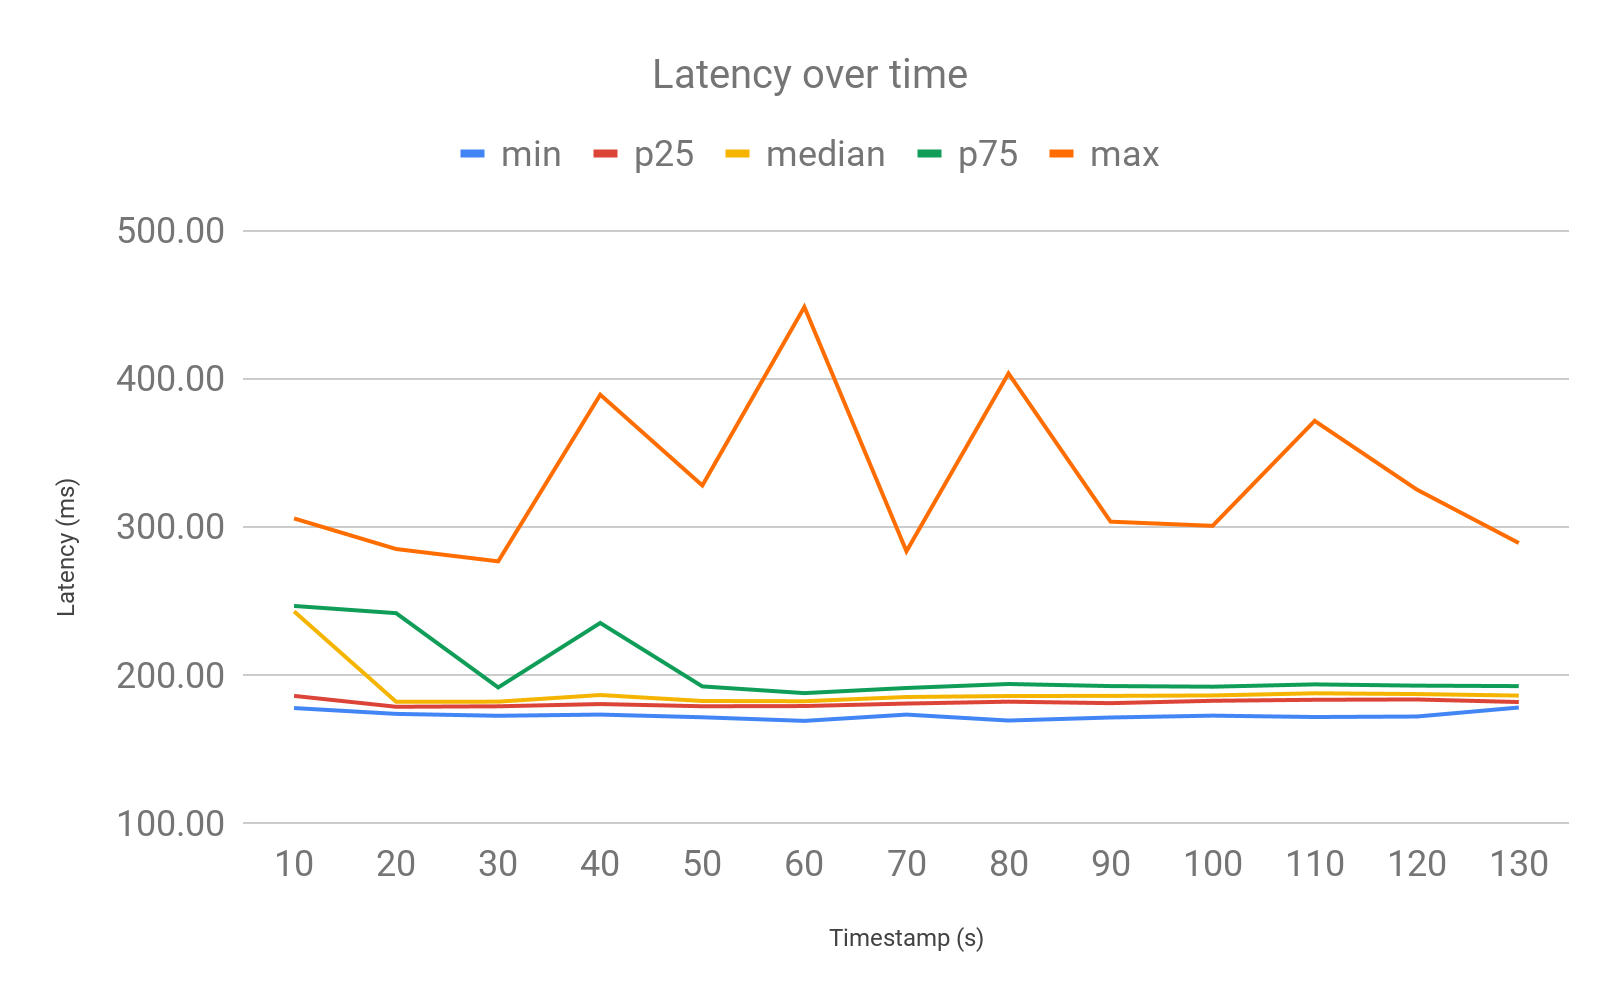 Latency over time
min p25 median p75 max
500.00
400.00
300.00
200.00
100.00
Latency (ms)
10 20 30 40 50 60 70 80 90 100 110 120 130
Timestamp (s)